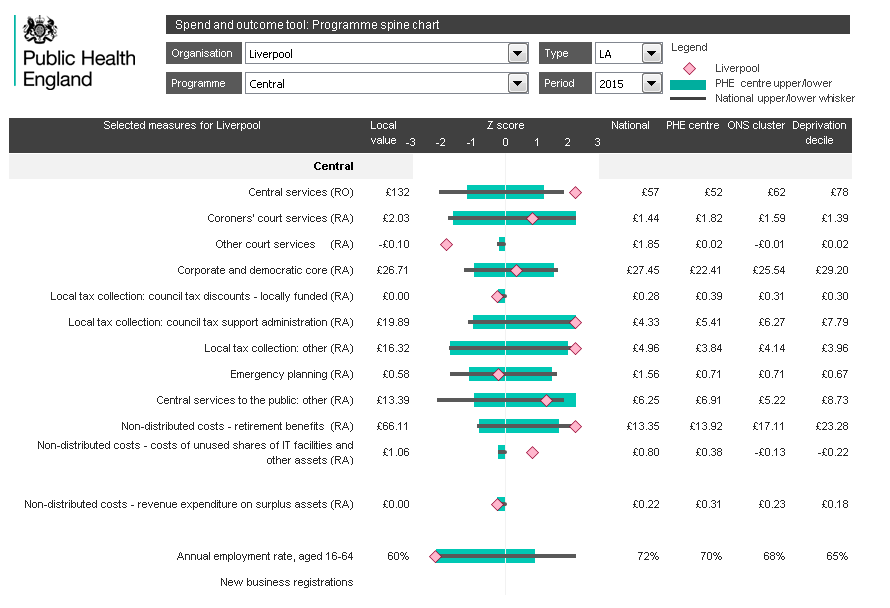 Spend and outcome tool: Programme spine chart
Public Health
England
Organisation Liverpool Type LA
Programme Central Period 2015
Legend
Liverpool
PHE centre upper/lower
National upper/lower whisker
Selected measures for Liverpool Local Z score National PHE centre ONS cluster Deprivation
value -3 -2 -1 0 1 2 3 decile
Central
Central services (RO) £132 £57 £52 £62 £78
Coroners' court services (RA) £2.03 £1.44 £1.82 £1.59 £1.39
Other court services (RA) -£0.10 £1.85 £0.02 -£0.01 £0.02
Corporate and democratic core (RA) £26.71 £27.45 £22.41 £25.54 £29.20
Local tax collection: council tax discounts - locally funded (RA) £0.00 £0.28 £0.39 £0.31 £0.30
Local tax collection: council tax support administration (RA) £19.89 £4.33 £5.41 £6.27 £7.79
Local tax collection: other (RA) £16.32 £4.96 £3.84 £4.14 £3.96
Emergency planning (RA) £0.58 £1.56 £0.71 £0.71 £0.67
Central services to the public: other (RA) £13.39 £6.25 £6.91 £5.22 £8.73
Non-distributed costs - retirement benefits (RA) £66.11 £13.35 £13.92 £17.11 £23.28
Non-distributed costs - costs of unused shares of IT facilities and
other assets (RA) £1.06 £0.80 £0.38 -£0.13 -£0.22
Non-distributed costs - revenue expenditure on surplus assets (RA) £0.00 £0.22 £0.31 £0.23 £0.18
Annual employment rate, aged 16-64 60% 72% 70% 68% 65%
New business registrations